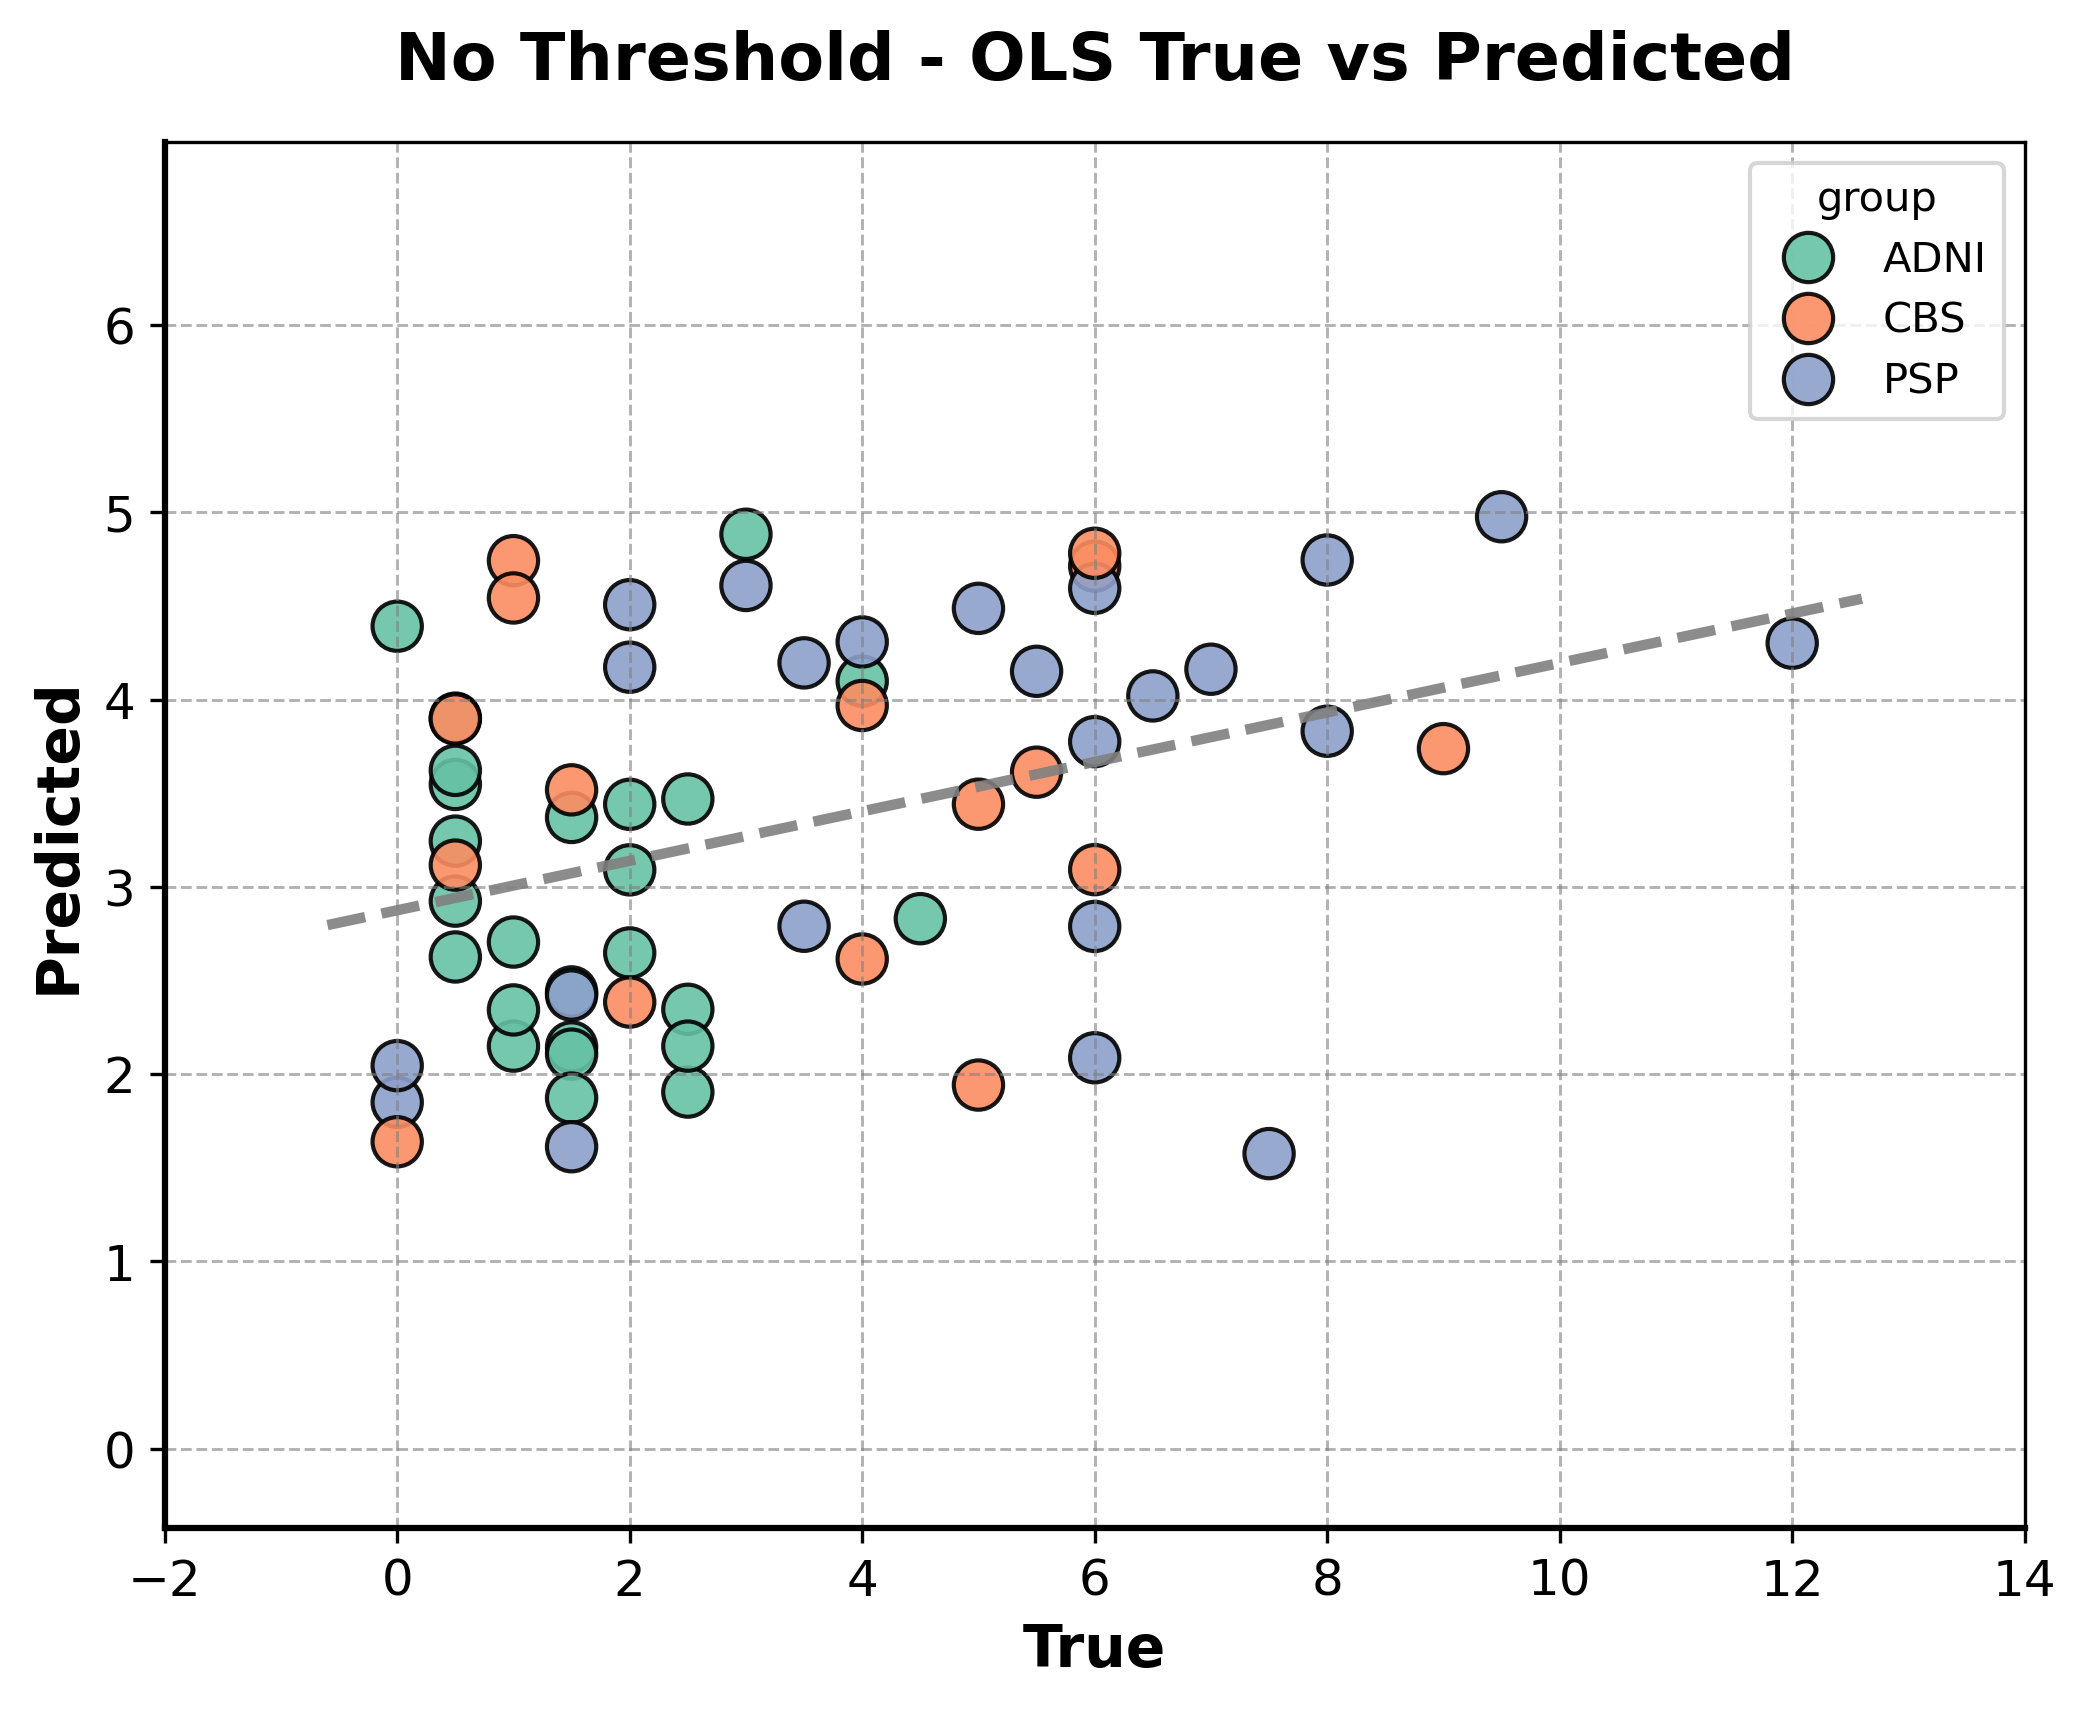 No Threshold - OLS True vs Predicted
group
ADNI
CBS
PSP
6
5
4
3
2
1
0
Predicted
−2 0 2 4 6 8 10 12 14
True